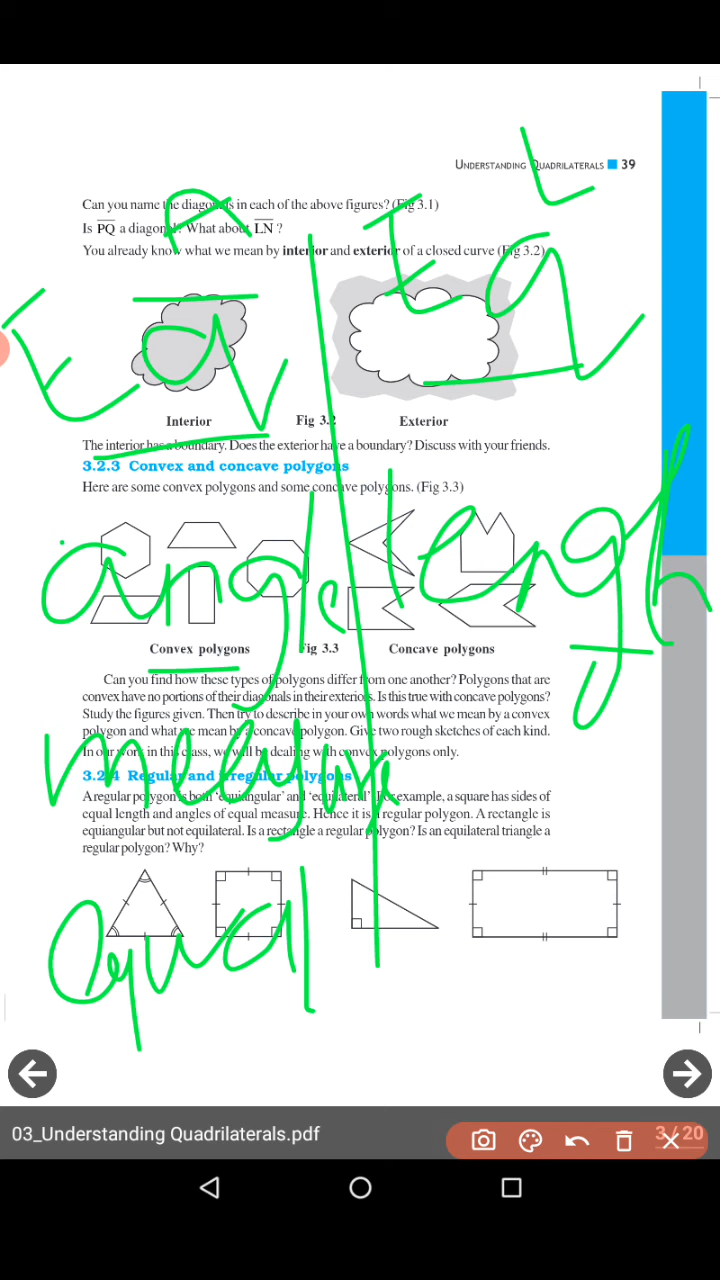 UNDERSTANDING QUADRILATERALS 39
Can you name the diagonals in each of the above figures? (Fig 3.1)
Is PQ a diagonal? What about LN ?
You already know what we mean by interior and exterior of a closed curve (Fig 3.2).
L
A
E
Eq
Eq
Interior Fig 3.2 Exterior
The interior has a boundary. Does the exterior have a boundary? Discuss with your friends.
3.2.3 Convex and concave polygons
Here are some convex polygons and some concave polygons. (Fig 3.3)
angle lengh
Convex polygons Fig 3.3 Concave polygons
Can you find how these types of polygons differ from one another? Polygons that are
convex have no portions of their diagonals in their exteriors. Is this true with concave polygons?
Study the figures given. Then try to describe in your own words what we mean by a convex
polygon and what we mean by a concave polygon. Give two rough sketches of each kind.
In our work in this class, we will be dealing with convex polygons only.
measure
3.2.4 Regular and irregular polygons
A regular polygon is both ‘equiangular’ and ‘equilateral’. For example, a square has sides of
equal length and angles of equal measure. Hence it is a regular polygon. A rectangle is
equiangular but not equilateral. Is a rectangle a regular polygon? Is an equilateral triangle a
regular polygon? Why?
equal
03_Understanding Quadrilaterals.pdf
3/20